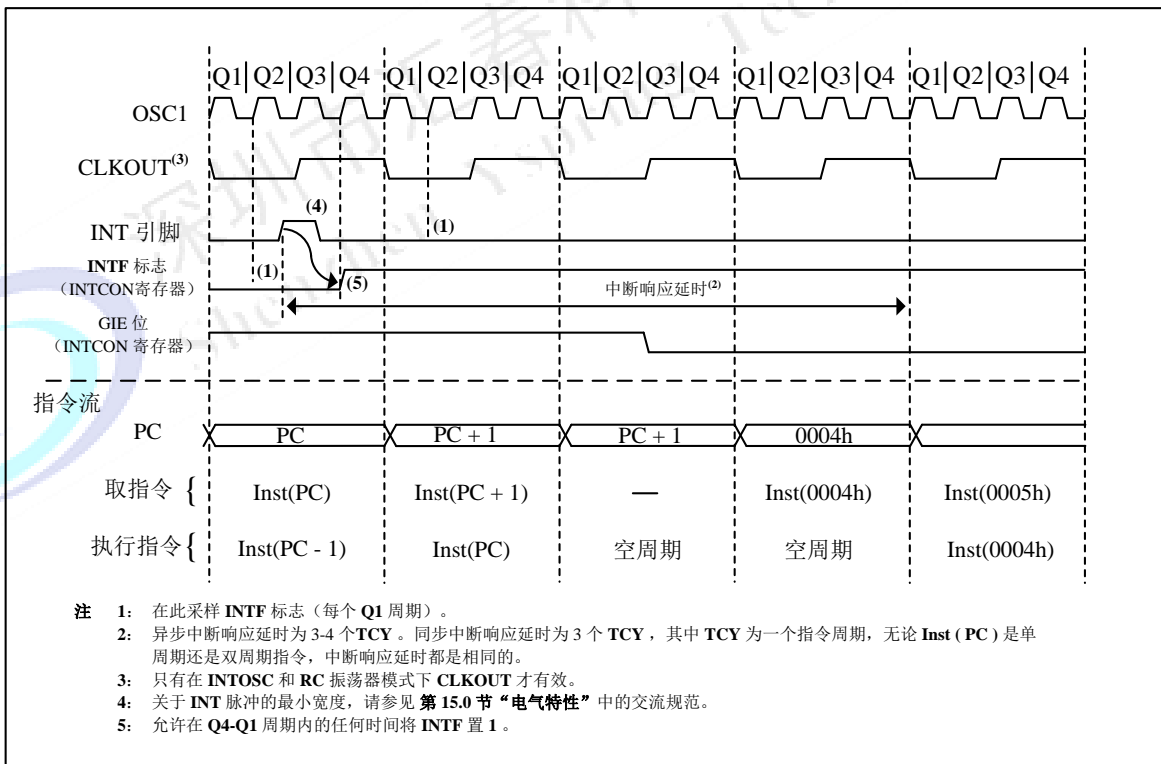 Q1 Q2 Q3 Q4 Q1 Q2 Q3 Q4 Q1 Q2 Q3 Q4 Q1 Q2 Q3 Q4 Q1 Q2 Q3 Q4
OSC1
CLKOUT(3)
(4)
INT 引脚
(1)
INTF 标志
(INTCON寄存器)
(1)
(5)
中断响应延时(2)
GIE 位
(INTCON 寄存器)
指令流
PC PC PC + 1 PC + 1 0004h
取指令 { Inst(PC) Inst(PC + 1) — Inst(0004h) Inst(0005h)
执行指令 { Inst(PC - 1) Inst(PC) 空周期 空周期 Inst(0004h)
注 1: 在此采样 INTF 标志(每个 Q1 周期)。
2: 异步中断响应延时为 3-4 个TCY 。同步中断响应延时为 3 个 TCY ,其中 TCY 为一个指令周期,无论 Inst ( PC ) 是单
周期还是双周期指令,中断响应延时都是相同的。
3: 只有在 INTOSC 和 RC 振荡器模式下 CLKOUT 才有效。
4: 关于 INT 脉冲的最小宽度,请参见 第 15.0 节“电气特性”中的交流规范。
5: 允许在 Q4-Q1 周期内的任何时间将 INTF 置 1 。
深圳市汇春科
Shenzhen Yspring Tec